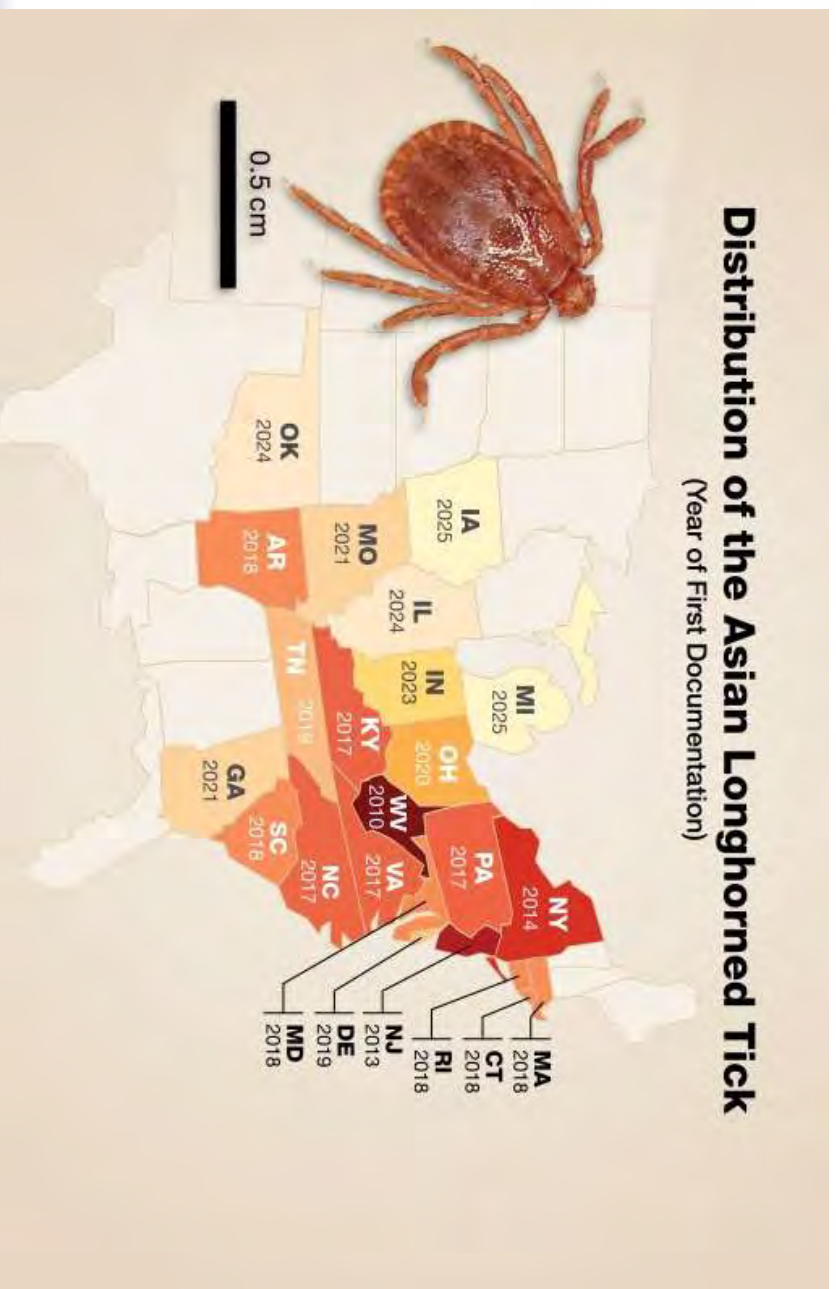 Distribution of the Asian Longhorned Tick
(Year of First Documentation)
0.5 cm
NY
2014
MA
2018
CT
2018
RI
2018
NJ
2013
DE
2019
MD
2018
MI
2025
IA
2025
PA
2017
OH
2020
IN
2023
IL
2024
WV
2010
VA
2017
KY
2017
MO
2021
OK
2024
AR
2018
TN
2019
NC
2017
SC
2018
GA
2021